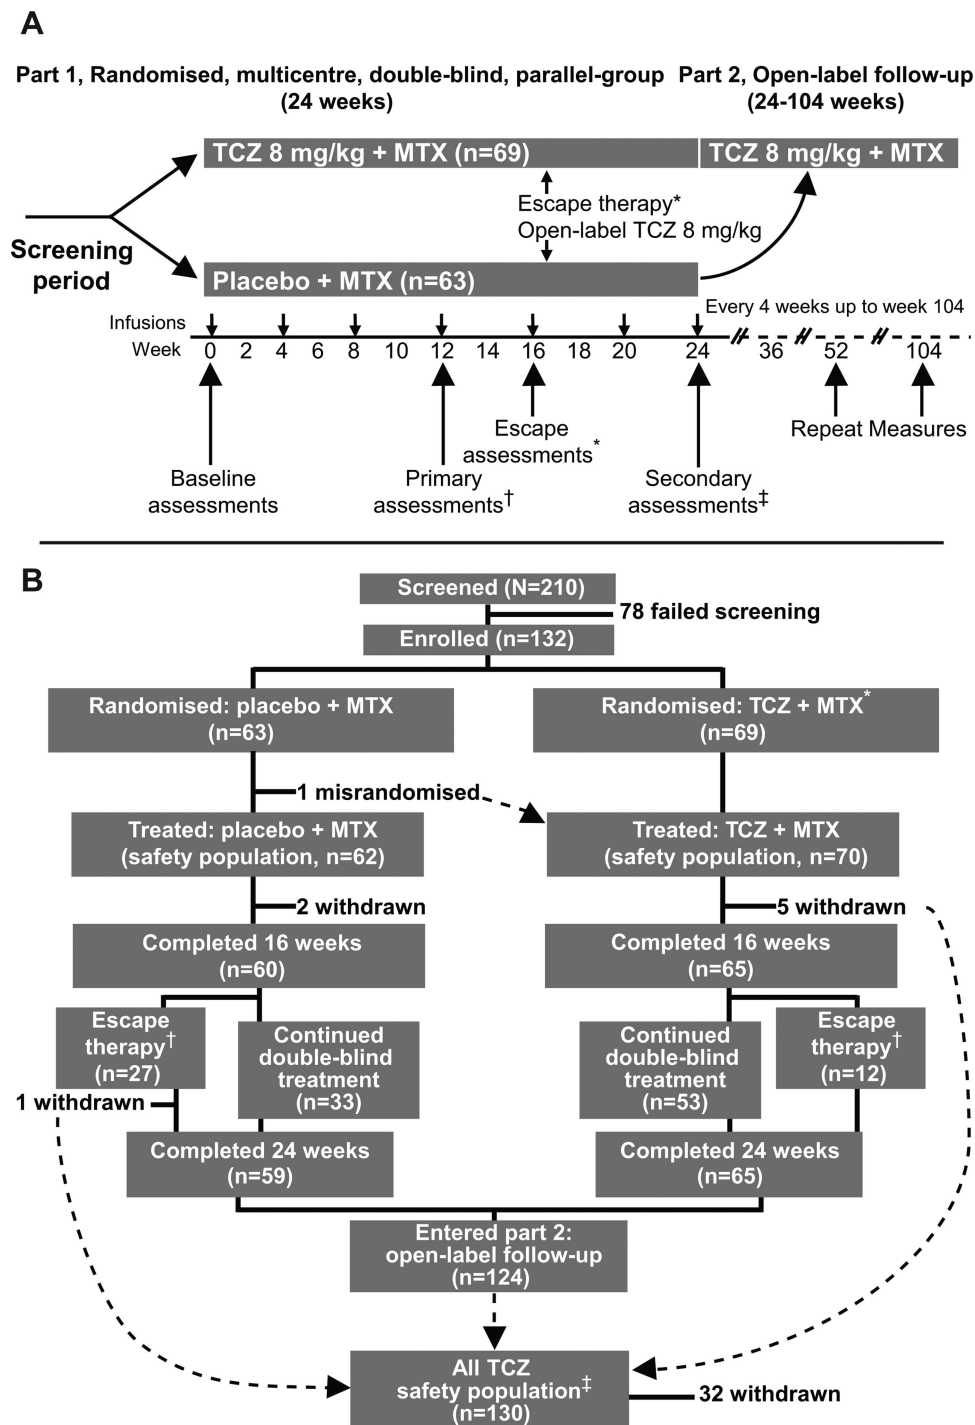 A
Part 1, Randomised, multicentre, double-blind, parallel-group
(24 weeks)
Part 2, Open-label follow-up
(24-104 weeks)
TCZ 8 mg/kg + MTX (n=69)
TCZ 8 mg/kg + MTX
Escape therapy*
Open-label TCZ 8 mg/kg
Screening
period
Placebo + MTX (n=63)
Every 4 weeks up to week 104
Infusions
Week 0 2 4 6 8 10 12 14 16 18 20 24 36 52 104
Baseline
assessments
Primary
assessments†
Escape
assessments*
Secondary
assessments‡
Repeat Measures
B
Screened (N=210)
78 failed screening
Enrolled (n=132)
Randomised: placebo + MTX
(n=63)
Randomised: TCZ + MTX*
(n=69)
1 misrandomised
Treated: placebo + MTX
(safety population, n=62)
Treated: TCZ + MTX
(safety population, n=70)
2 withdrawn
5 withdrawn
Completed 16 weeks
(n=60)
Completed 16 weeks
(n=65)
Escape
therapy†
(n=27)
Continued
double-blind
treatment
(n=33)
Continued
double-blind
treatment
(n=53)
Escape
therapy†
(n=12)
1 withdrawn
Completed 24 weeks
(n=59)
Completed 24 weeks
(n=65)
Entered part 2:
open-label follow-up
(n=124)
All TCZ
safety population‡
(n=130)
32 withdrawn